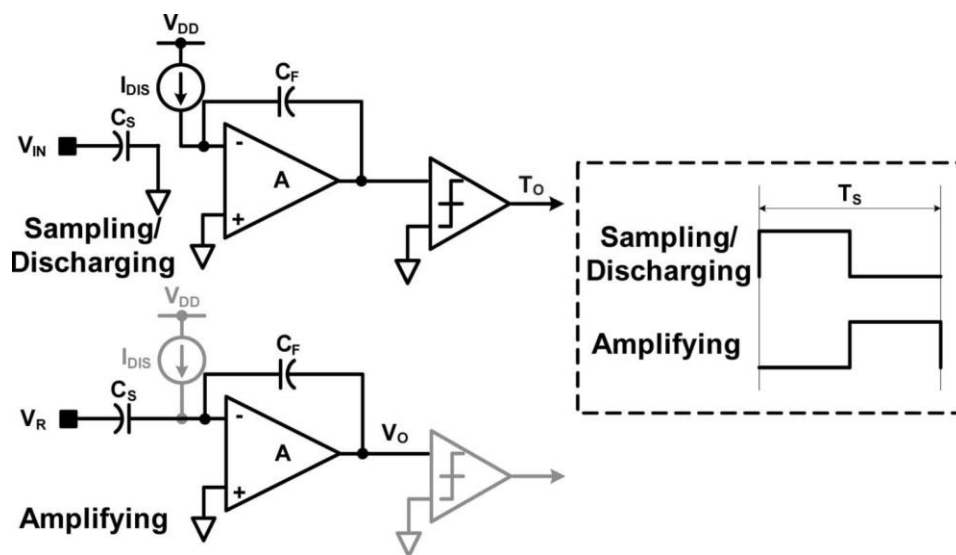 VDD
IDIS
CF
CS
VIN
-
A
+
TO
Sampling/
Discharging
TS
Sampling/
Discharging
Amplifying
VDD
IDIS
CF
CS
VR
-
A
VO
+
Amplifying